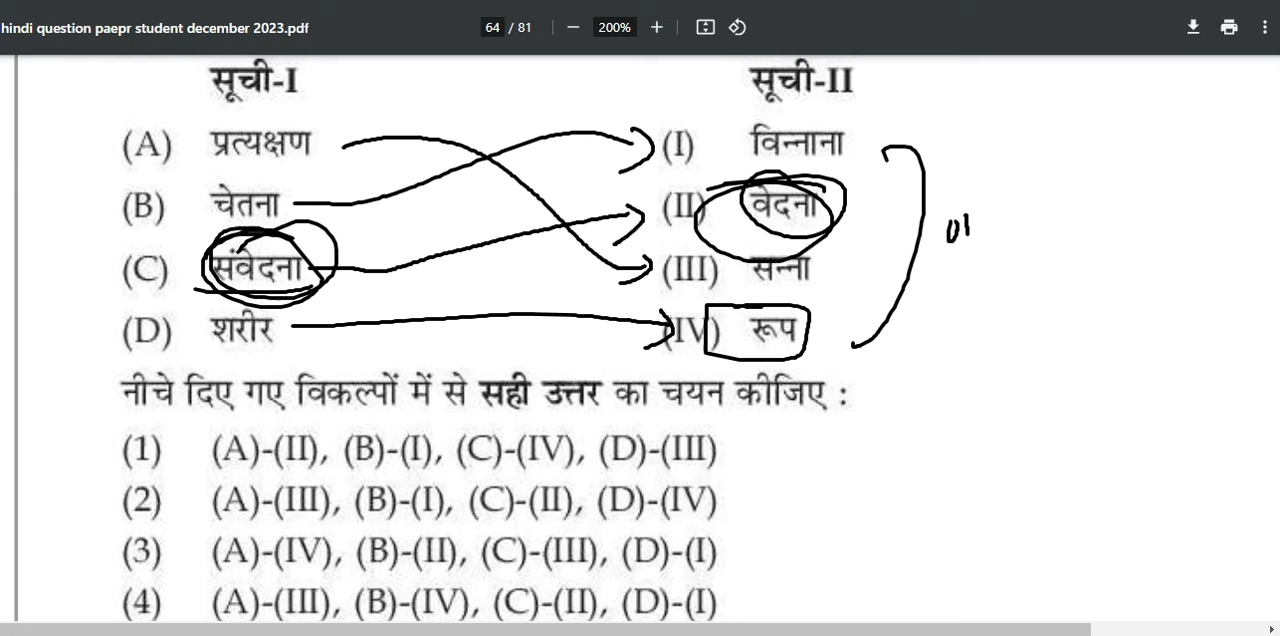 hindi question paepr student december 2023.pdf 64 / 81 200%
सूची-I सूची-II
(A) प्रत्यक्षण (I) विन्नाना
(B) चेतना (II) वेदना
(C) संवेदना (III) सन्ना
(D) शरीर (IV) रूप
01
नीचे दिए गए विकल्पों में से सही उत्तर का चयन कीजिए :
(1) (A)-(II), (B)-(I), (C)-(IV), (D)-(III)
(2) (A)-(III), (B)-(I), (C)-(II), (D)-(IV)
(3) (A)-(IV), (B)-(II), (C)-(III), (D)-(I)
(4) (A)-(III), (B)-(IV), (C)-(II), (D)-(I)